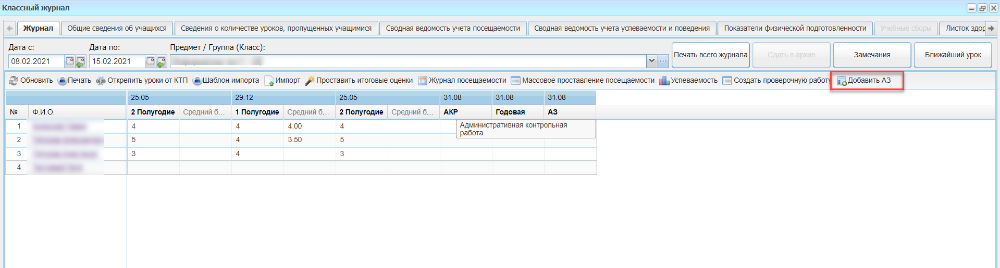 Классный журнал
Журнал Общие сведения об учащихся Сведения о количестве уроков, пропущенных учащимися Сводная ведомость учета посещаемости Сводная ведомость учета успеваемости и поведения Показатели физической подготовленности Учебные сборы Листок здор
Дата с: Дата по: Предмет / Группа (Класс):
08.02.2021 15.02.2021 Печать всего журнала Сдать в архив Замечания Ближайший урок
Обновить Печать Открепить уроки от КТП Шаблон импорта Импорт Проставить итоговые оценки Журнал посещаемости Массовое проставление посещаемости Успеваемость Создать проверочную работу Добавить АЗ
25.05 29.12 25.05 31.08 31.08 31.08
№ Ф.И.О. 2 Полугодие Средний б... 1 Полугодие Средний б... 2 Полугодие Средний б... АКР Годовая АЗ
1 4 4 4.00 4
Административная контрольная
работа
2 5 4 3.50 5
3 3 4 3
4